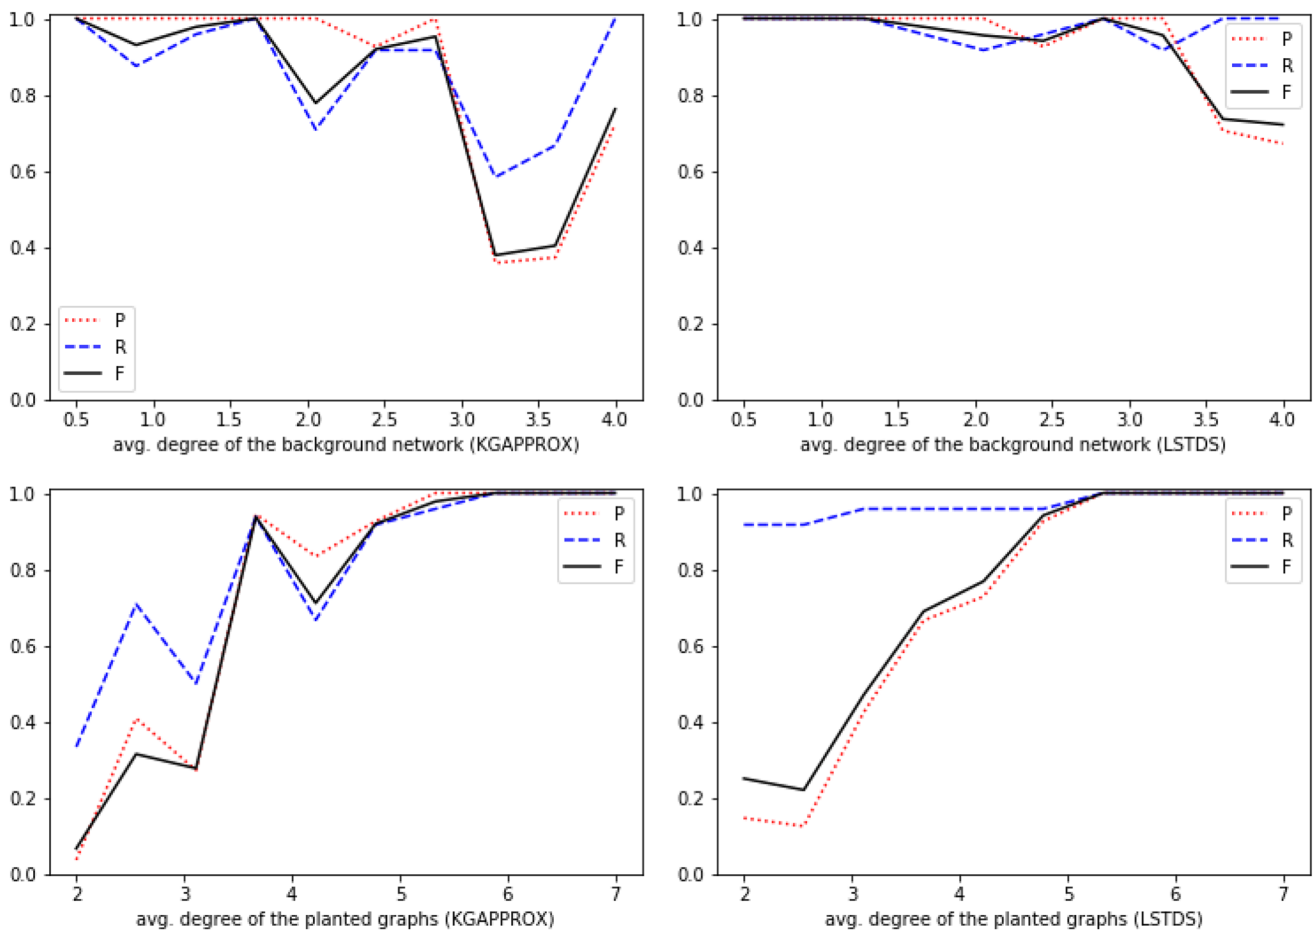 1.0
0.8
0.6
0.4
0.2
0.0
P
R
F
0.5 1.0 1.5 2.0 2.5 3.0 3.5 4.0
avg. degree of the background network (KGAPPROX)
1.0
0.8
0.6
0.4
0.2
0.0
P
R
F
0.5 1.0 1.5 2.0 2.5 3.0 3.5 4.0
avg. degree of the background network (LSTDS)
1.0
0.8
0.6
0.4
0.2
0.0
P
R
F
2 3 4 5 6 7
avg. degree of the planted graphs (KGAPPROX)
1.0
0.8
0.6
0.4
0.2
0.0
P
R
F
2 3 4 5 6 7
avg. degree of the planted graphs (LSTDS)